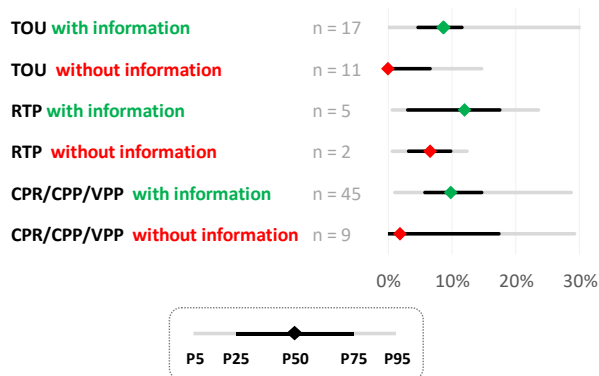 TOU with information n = 17
TOU without information n = 11
RTP with information n = 5
RTP without information n = 2
CPR/CPP/VPP with information n = 45
CPR/CPP/VPP without information n = 9
0% 10% 20% 30%
P5 P25 P50 P75 P95